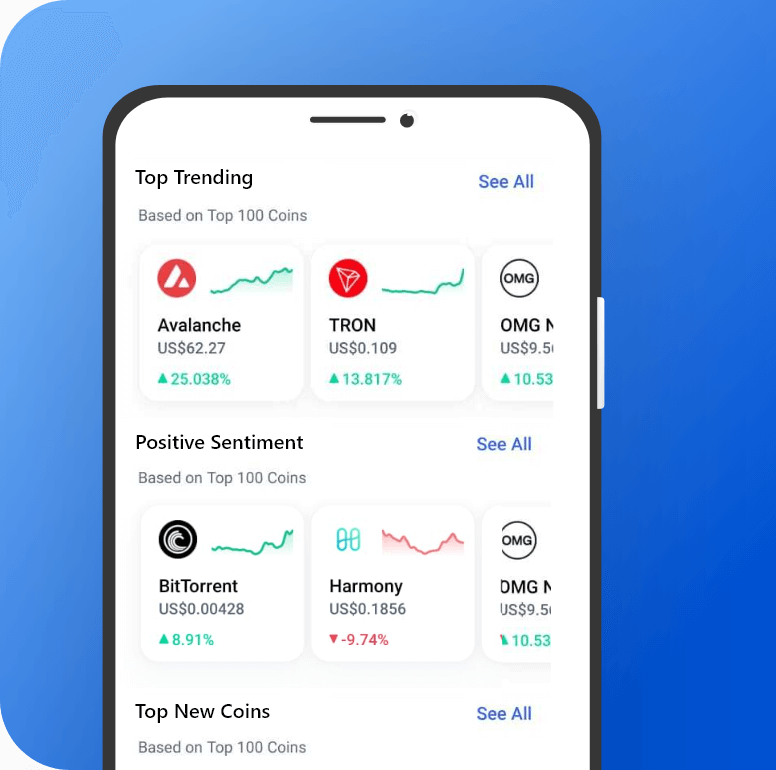 Top Trending
See All
Based on Top 100 Coins
OMG
Avalanche
TRON
OMG N
US$62.27
US$0.109
US$9.5
25.038%
13.817%
10.53
Positive Sentiment
See All
Based on Top 100 Coins
OMG
BitTorrent
Harmony
OMG N
US$0.00428
US$0.1856
US$9.5
8.91%
-9.74%
10.53
Top New Coins
See All
Based on Top 100 Coins